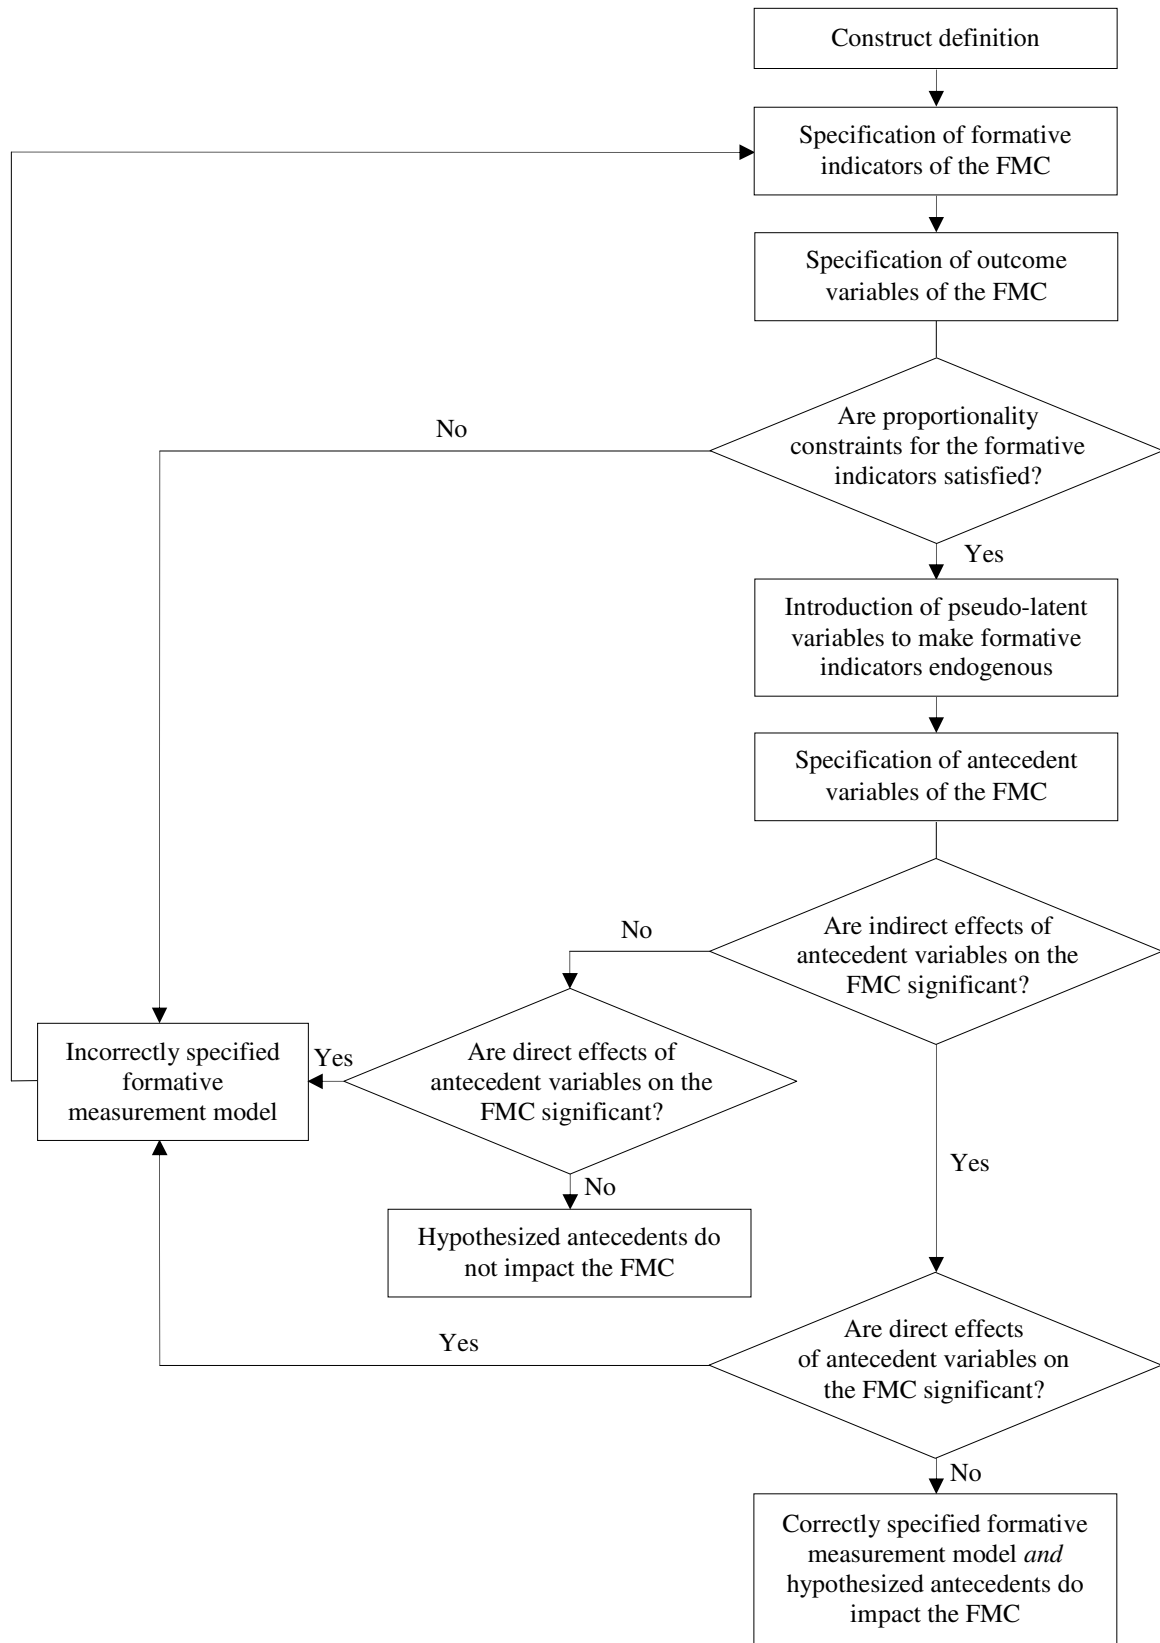 Construct definition
Specification of formative
indicators of the FMC
Specification of outcome
variables of the FMC
Are proportionality
constraints for the formative
indicators satisfied?
No
Yes
Introduction of pseudo-latent
variables to make formative
indicators endogenous
Specification of antecedent
variables of the FMC
Are indirect effects of
antecedent variables on the
FMC significant?
No
Are direct effects of
antecedent variables on the
FMC significant?
Yes
Incorrectly specified
formative
measurement model
No
Hypothesized antecedents do
not impact the FMC
Yes
Are direct effects
of antecedent variables on
the FMC significant?
Yes
No
Correctly specified formative
measurement model and
hypothesized antecedents do
impact the FMC